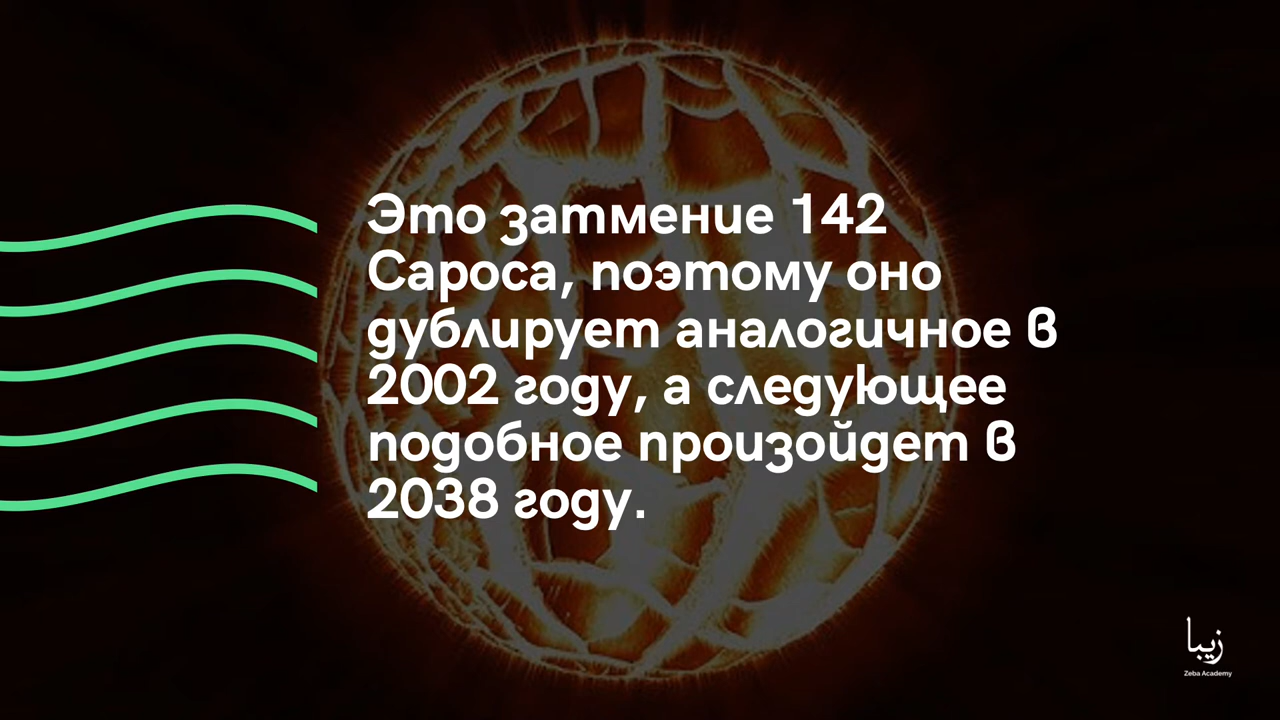 Это затмение 142
Сароса, поэтому оно
дублирует аналогичное в
2002 году, а следующее
подобное произойдет в
2038 году.
زيبا
Zeba Academy